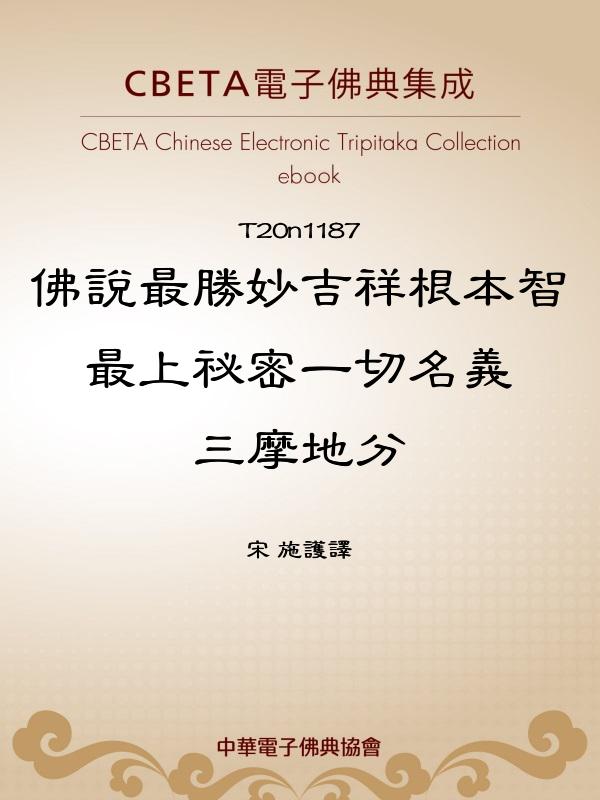 CBETA電子佛典集成
CBETA Chinese Electronic Tripitaka Collection
ebook
T20n1187
佛說最勝妙吉祥根本智
最上祕密一切名義
三摩地分
宋 施護譯
中華電子佛典協會